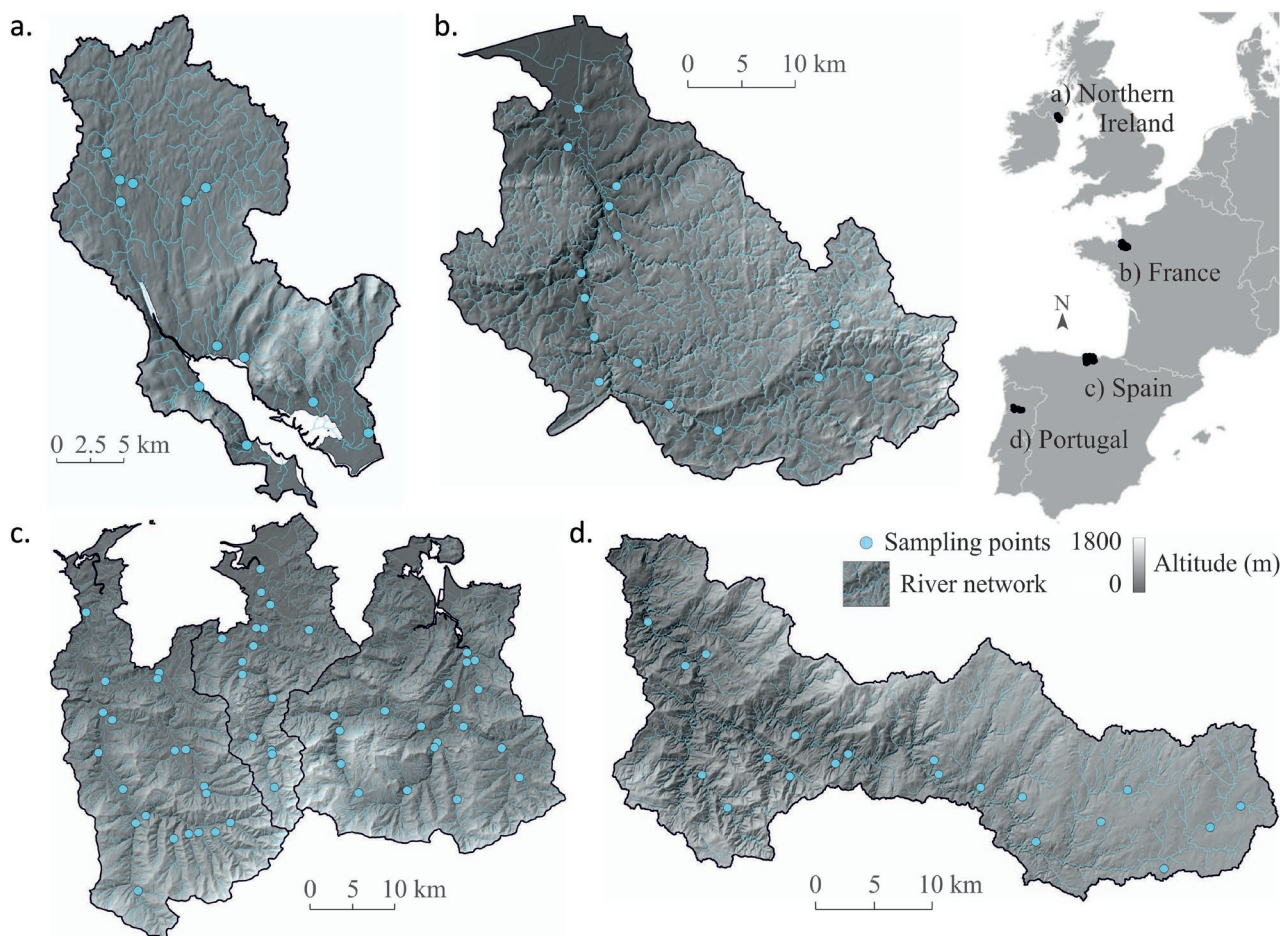 a.
b.
0 5 10 km
a) Northern
Ireland
b) France
N
c) Spain
d) Portugal
0 2.5 5 km
c.
Sampling points
River network
1800
0
Altitude (m)
d.
0 5 10 km
0 5 10 km